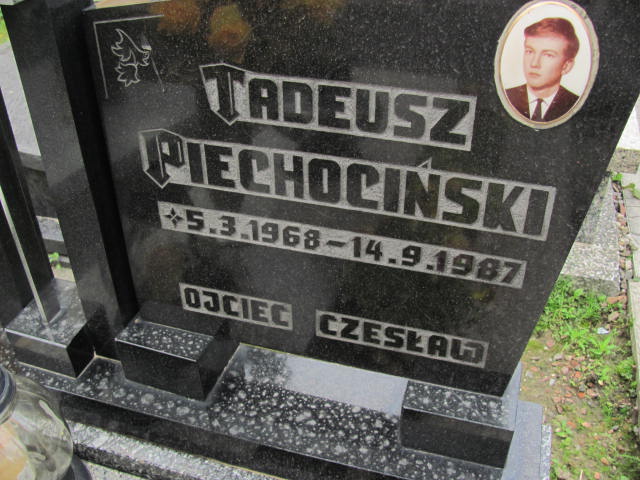 TADEUSZ
PIECHOCIŃSKI
5.3.1968-14.9.1987
OJCIEC CZESŁAW